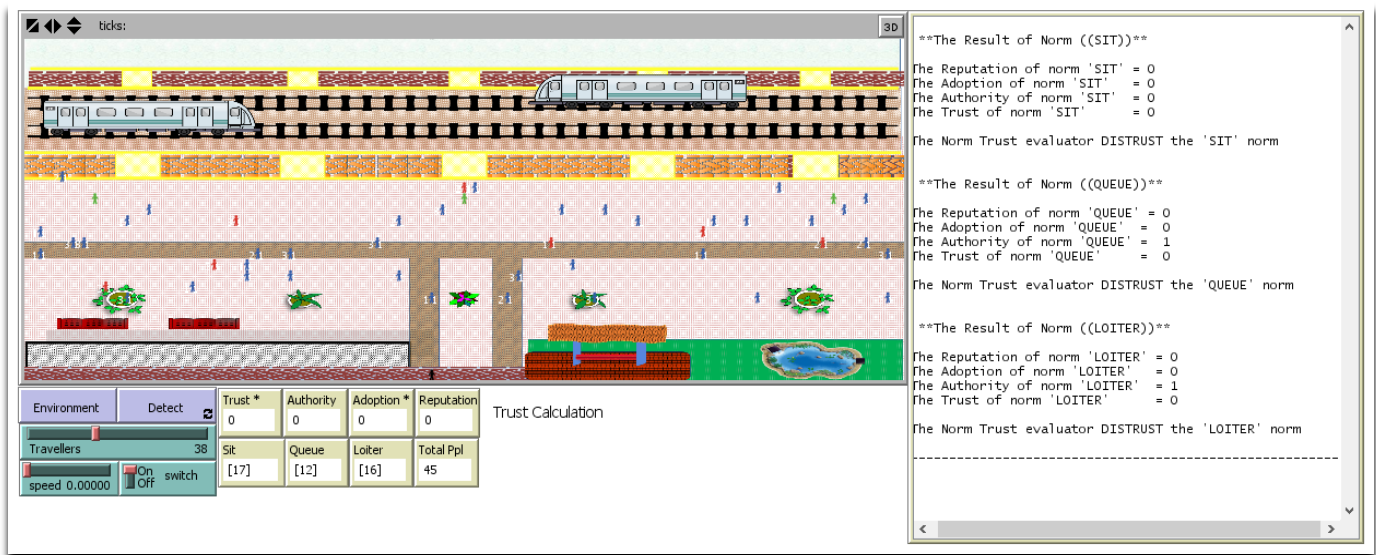 ticks:
3D
Environment
Detect
Travellers 38
speed 0.00000
On
Off
switch
Trust *
0
Authority
0
Adoption *
0
Reputation
0
Sit
[17]
Queue
[12]
Loiter
[16]
Total Ppl
45
Trust Calculation
**The Result of Norm ((SIT))**
The Reputation of norm 'SIT' = 0
The Adoption of norm 'SIT' = 0
The Authority of norm 'SIT' = 0
The Trust of norm 'SIT' = 0
The Norm Trust evaluator DISTRUST the 'SIT' norm
**The Result of Norm ((QUEUE))**
The Reputation of norm 'QUEUE' = 0
The Adoption of norm 'QUEUE' = 0
The Authority of norm 'QUEUE' = 1
The Trust of norm 'QUEUE' = 0
The Norm Trust evaluator DISTRUST the 'QUEUE' norm
**The Result of Norm ((LOITER))**
The Reputation of norm 'LOITER' = 0
The Adoption of norm 'LOITER' = 0
The Authority of norm 'LOITER' = 1
The Trust of norm 'LOITER' = 0
The Norm Trust evaluator DISTRUST the 'LOITER' norm